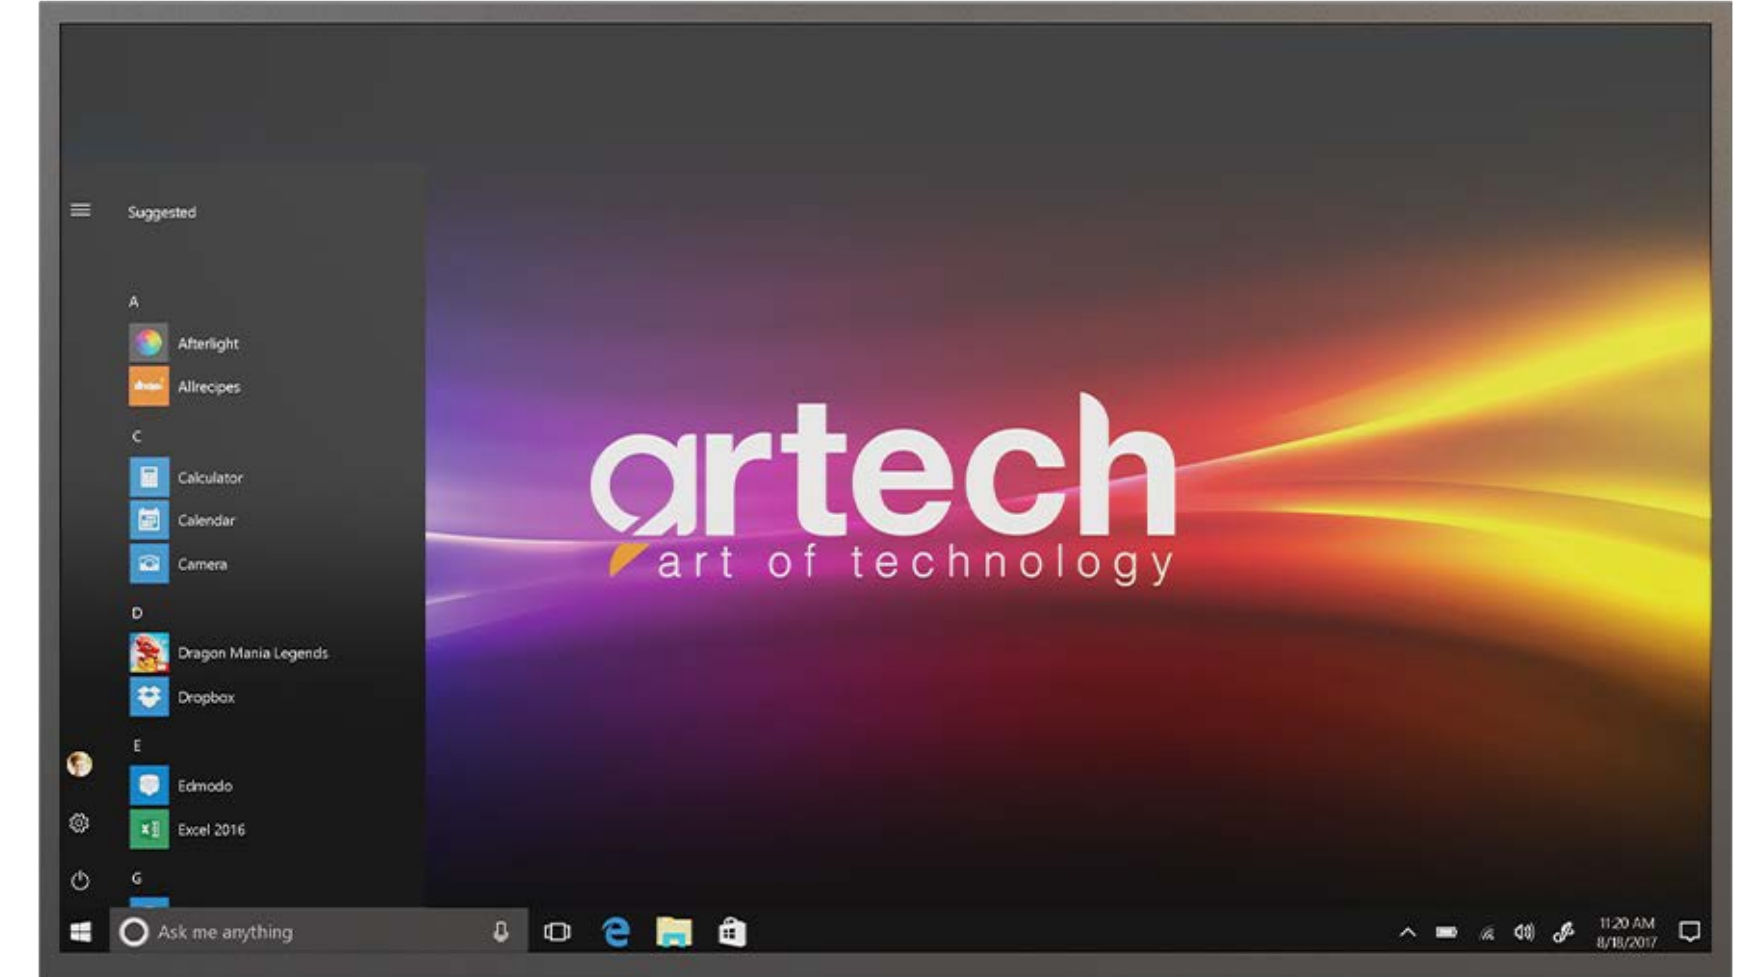 Suggested
A
Afterlight
Allrecipes
C
Calculator
Calendar
Camera
D
Dragon Mania Legends
Dropbox
E
Edmodo
Excel 2016
G
artech
art of technology
Ask me anything
11:20 AM
8/18/2017